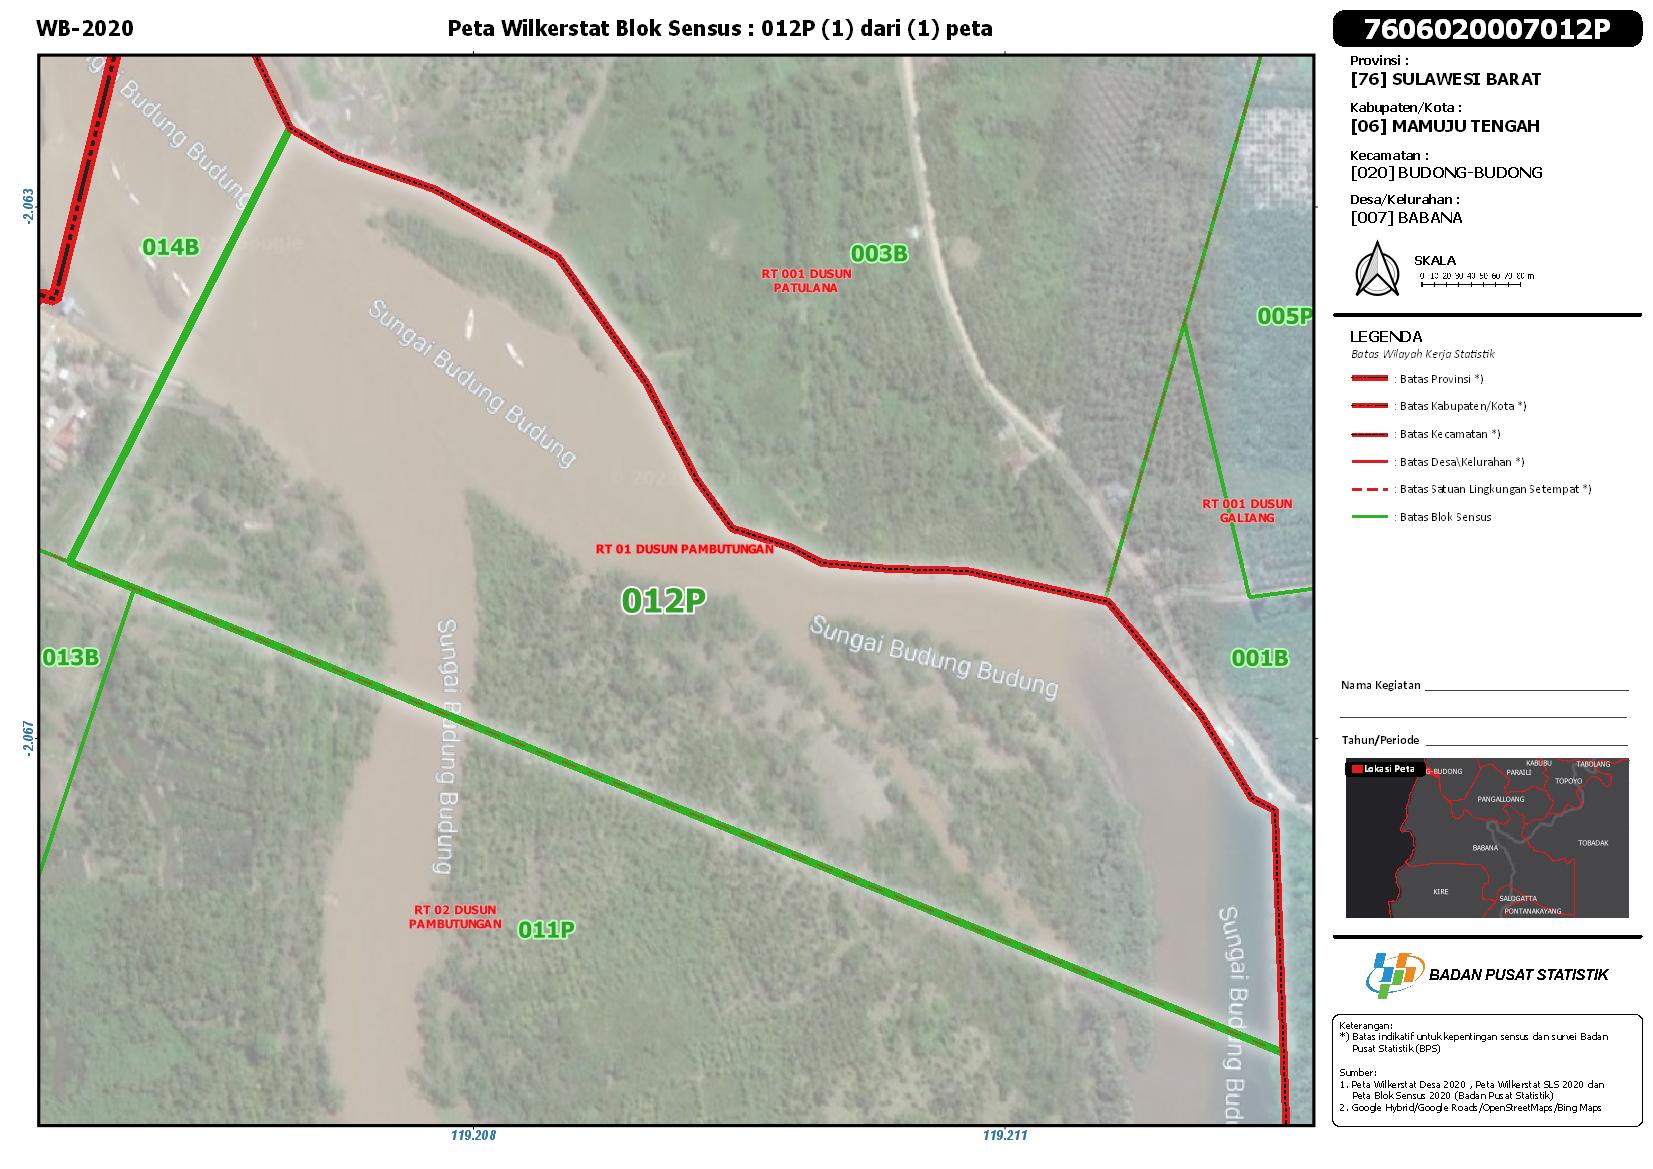 WB-2020
Peta Wilkerstat Blok Sensus : 012P (1) dari (1) peta
7606020007012P
Provinsi :
[76] SULAWESI BARAT
Kabupaten/Kota :
[06] MAMUJU TENGAH
Kecamatan :
[020] BUDONG-BUDONG
Desa/Kelurahan :
[007] BABANA
SKALA
0 10 20 30 40 50 60 70 80 m
LEGENDA
Batas Wilayah Kerja Statistik
: Batas Provinsi *)
: Batas Kabupaten/Kota *)
: Batas Kecamatan *)
: Batas Desa\Kelurahan *)
: Batas Satuan Lingkungan Setempat *)
: Batas Blok Sensus
Nama Kegiatan
Tahun/Periode
Lokasi Peta
G-BUDONG
KABUBU
TABOLANG
PARAILI
TOPOYO
PANGALLOANG
BABANA
TOBADAK
KIRE
SALOGATTA
PONTANAKAYANG
BADAN PUSAT STATISTIK
Keterangan:
*) Batas indikatif untuk kepentingan sensus dan survei Badan
Pusat Statistik (BPS)
Sumber:
1. Peta Wilkerstat Desa 2020 , Peta Wilkerstat SLS 2020 dan
Peta Blok Sensus 2020 (Badan Pusat Statistik)
2. Google Hybrid/Google Roads/OpenStreetMaps/Bing Maps
Budung Budung
014B
Sungai Budung Budung
003B
RT 001 DUSUN
PATULANA
005P
RT 001 DUSUN
GALIANG
RT 01 DUSUN PAMBUTUNGAN
012P
Sungai Budung Budung
001B
013B
Sungai Budung Budung
RT 02 DUSUN
PAMBUTUNGAN
011P
Sungai Budung Bud
-2.063
-2.067
119.208
119.211